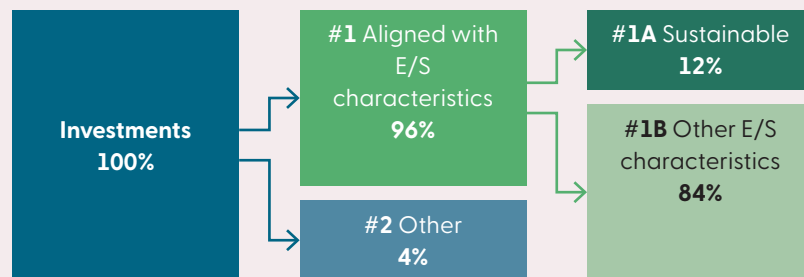 Investments
100%
#1 Aligned with
E/S
characteristics
96%
#2 Other
4%
#1A Sustainable
12%
#1B Other E/S
characteristics
84%